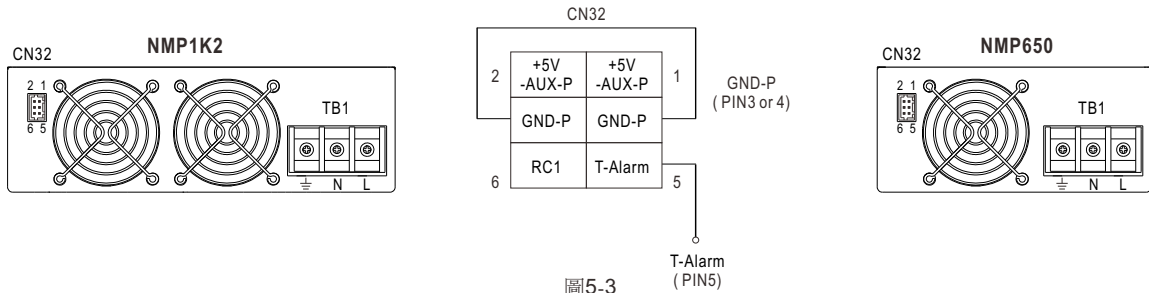 NMP1K2
CN32
2 1
6 5
TB1
N L
CN32
2
+5V
-AUX-P
+5V
-AUX-P
1
GND-P
GND-P
6
RC1
T-Alarm
5
GND-P
( PIN3 or 4)
T-Alarm
( PIN5)
圖5-3
NMP650
CN32
2 1
6 5
TB1
N L